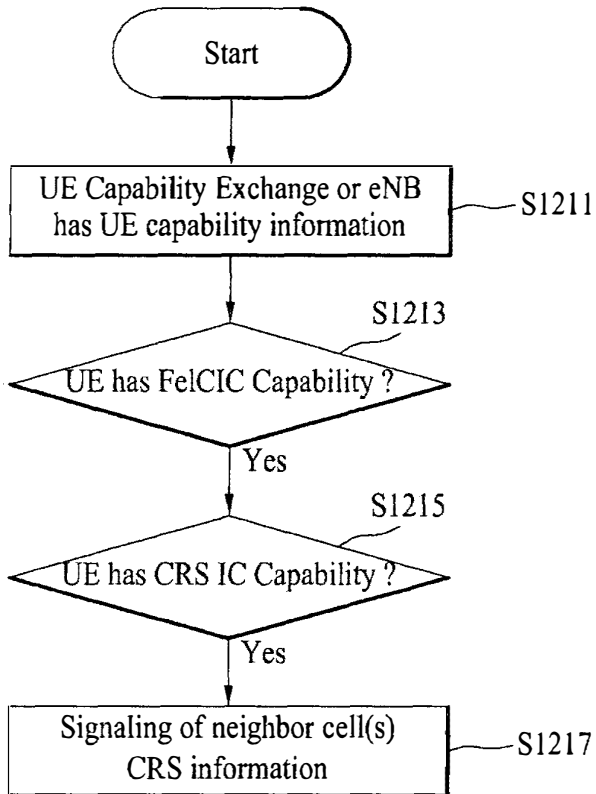 Start
UE Capability Exchange or eNB
has UE capability information
S1211
S1213
UE has FeICIC Capability ?
Yes
S1215
UE has CRS IC Capability ?
Yes
Signaling of neighbor cell(s)
CRS information
S1217